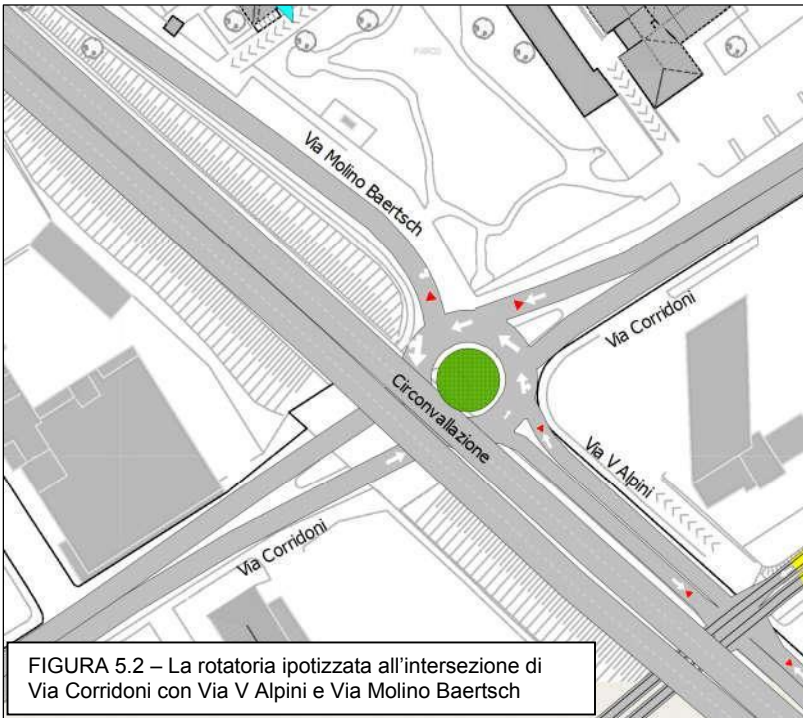 PARCO
Via Molino Baertsch
Via Corridoni
Circonvallazione
Via V Alpini
Via Corridoni
FIGURA 5.2 – La rotatoria ipotizzata all'intersezione di
Via Corridoni con Via V Alpini e Via Molino Baertsch